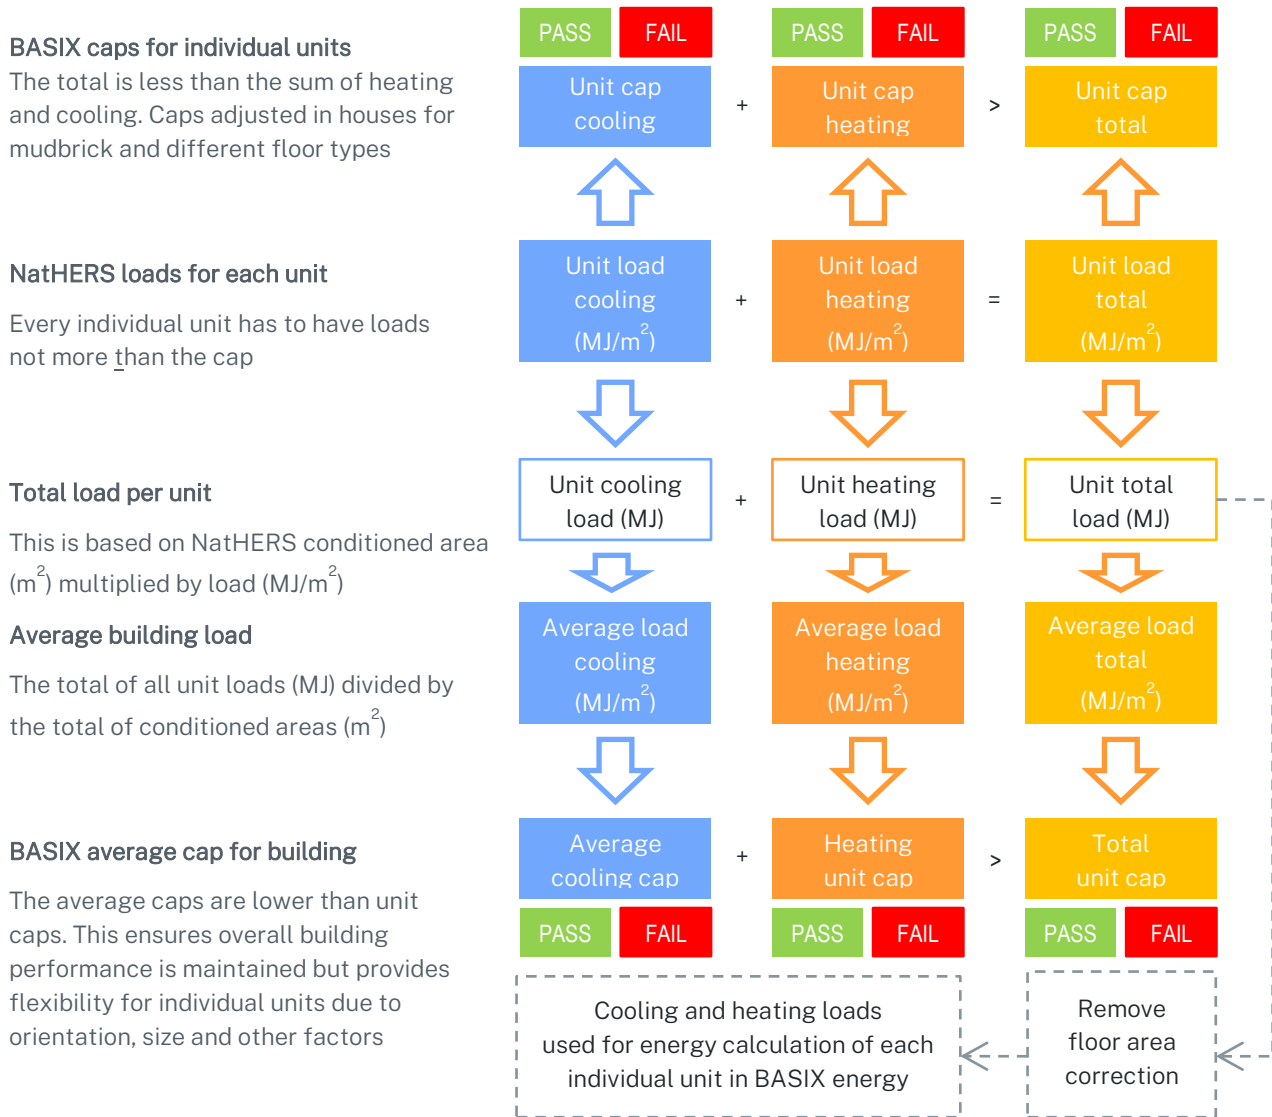 PASS FAIL PASS FAIL PASS FAIL
BASIX caps for individual units
The total is less than the sum of heating
and cooling. Caps adjusted in houses for
mudbrick and different floor types
Unit cap
cooling
+
Unit cap
heating
>
Unit cap
total
NatHERS loads for each unit
Every individual unit has to have loads
not more than the cap
Unit load
cooling
(MJ/m²)
+
Unit load
heating
(MJ/m²)
=
Unit load
total
(MJ/m²)
Total load per unit
This is based on NatHERS conditioned area
(m²) multiplied by load (MJ/m²)
Unit cooling
load (MJ)
+
Unit heating
load (MJ)
=
Unit total
load (MJ)
Average building load
The total of all unit loads (MJ) divided by
the total of conditioned areas (m²)
Average load
cooling
(MJ/m²)
Average load
heating
(MJ/m²)
Average load
total
(MJ/m²)
BASIX average cap for building
The average caps are lower than unit
caps. This ensures overall building
performance is maintained but provides
flexibility for individual units due to
orientation, size and other factors
Average
cooling cap
+
Heating
unit cap
>
Total
unit cap
PASS FAIL PASS FAIL PASS FAIL
Cooling and heating loads
used for energy calculation of each
individual unit in BASIX energy
Remove
floor area
correction